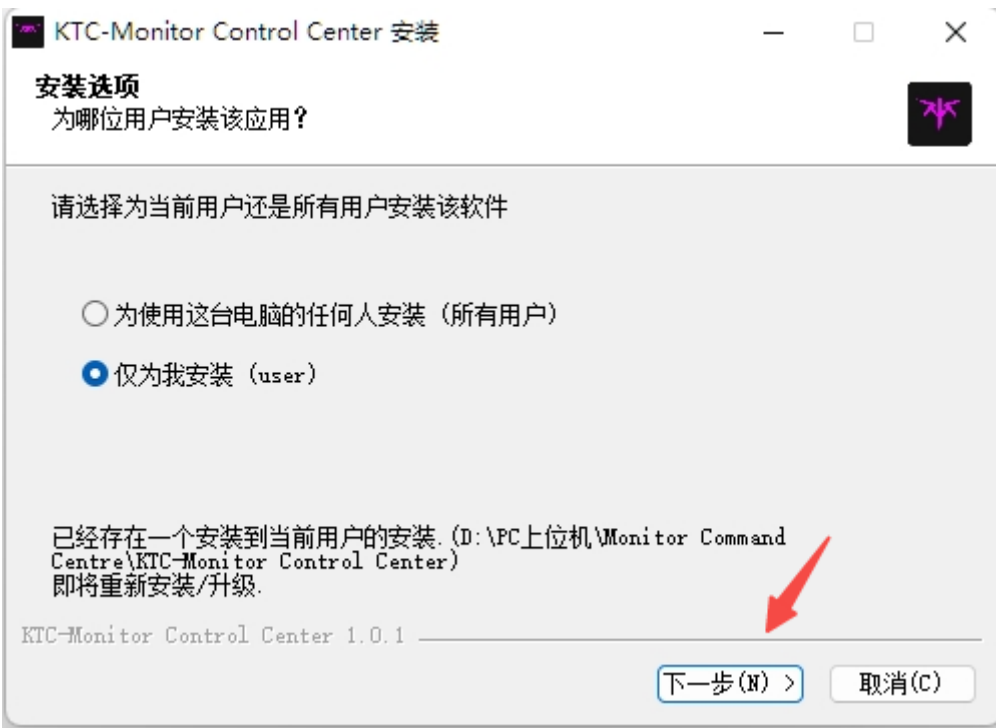 KTC-Monitor Control Center 安装
安装选项
为哪位用户安装该应用？
请选择为当前用户还是所有用户安装该软件
为使用这台电脑的任何人安装（所有用户）
仅为我安装（user）
已经存在一个安装到当前用户的安装.(D:\PC上位机\Monitor Command
Centre\KTC-Monitor Control Center)
即将重新安装/升级.
KTC-Monitor Control Center 1.0.1
下一步(N) >
取消(C)